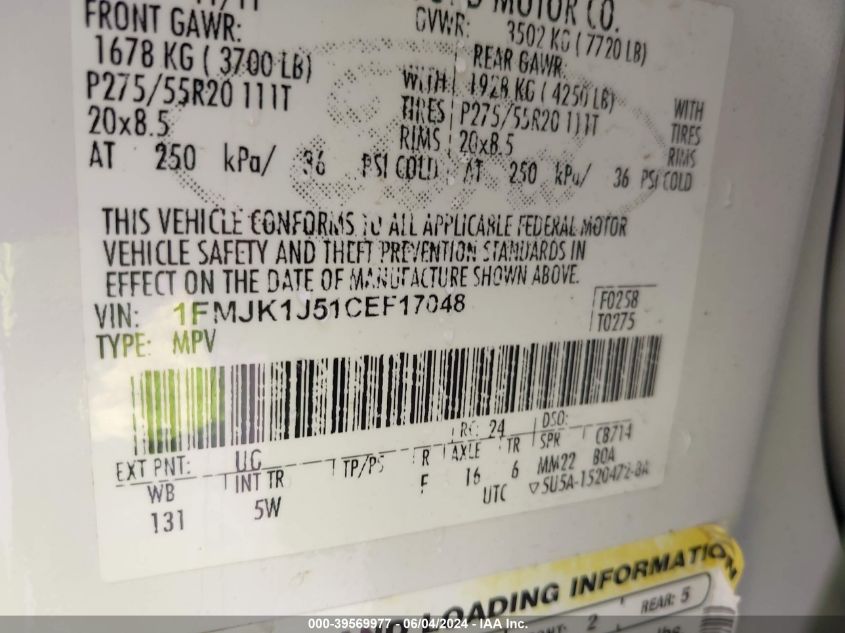 MOTOR CO.
FRONT GAWR:
GVWR: 3502 KG ( 7720 LB)
1678 KG ( 3700 LB)
REAR GAWR:
P275/55R20 111T
WITH 1928 KG ( 4250 LB)
WITH
20x8.5
TIRES P275/55R20 111T
TIRES
RIMS 20x8.5
RIMS
AT 250 kPa/ 36 PSI COLD AT 250 kPa/ 36 PSI COLD
THIS VEHICLE CONFORMS TO ALL APPLICABLE FEDERAL MOTOR
VEHICLE SAFETY AND THEFT PREVENTION STANDARDS IN
EFFECT ON THE DATE OF MANUFACTURE SHOWN ABOVE.
VIN: 1FMJK1J51CEF17048
F0258
TYPE: MPV
T0275
EXT PNT: UG RC: 24 DSO:
WB INT TR TP/PS R AXLE TR SPR CB714
131 5W F 16 6 MM22 BOA
UTC ▽5U5A-1520472-BA
AND LOADING INFORMATION
2 REAR: 5
000-39569977 - 06/04/2024 - IAA Inc.